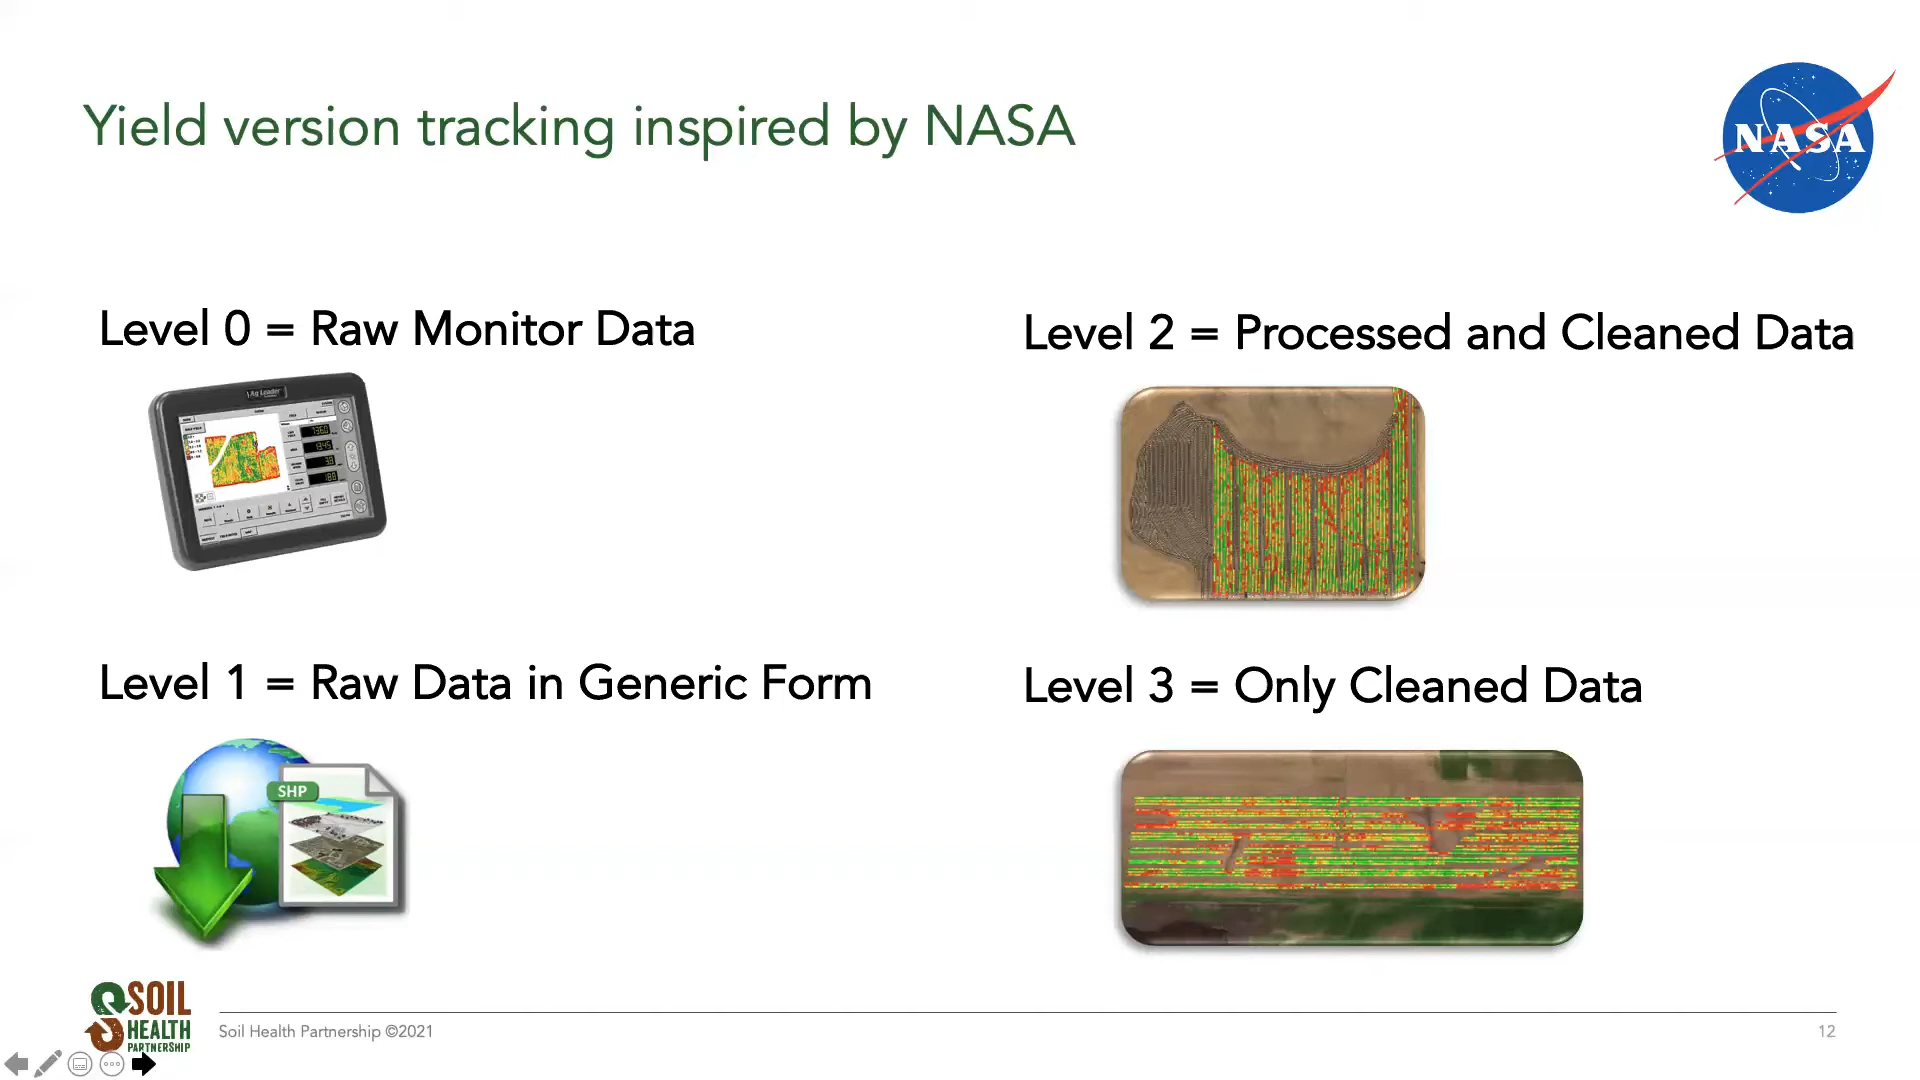 Yield version tracking inspired by NASA
NASA
Level 0 = Raw Monitor Data
Ag Leader
Level 2 = Processed and Cleaned Data
Level 1 = Raw Data in Generic Form
SHP
Level 3 = Only Cleaned Data
SOIL
HEALTH
PARTNERSHIP
Soil Health Partnership ©2021
12